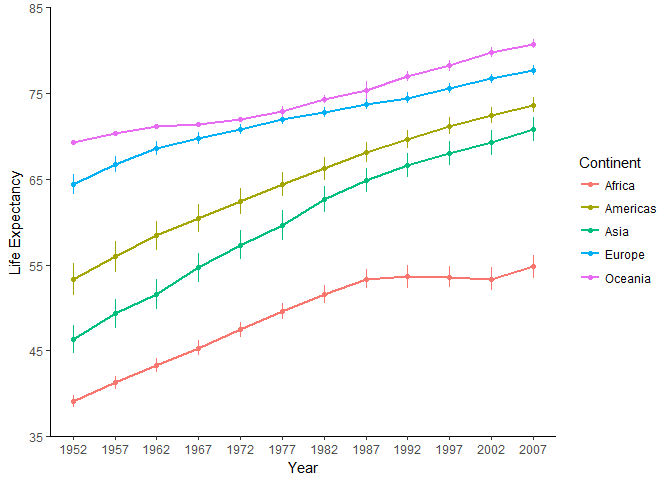 85
75
65
55
45
35
Life Expectancy
1952 1957 1962 1967 1972 1977 1982 1987 1992 1997 2002 2007
Year
Continent
Africa
Americas
Asia
Europe
Oceania